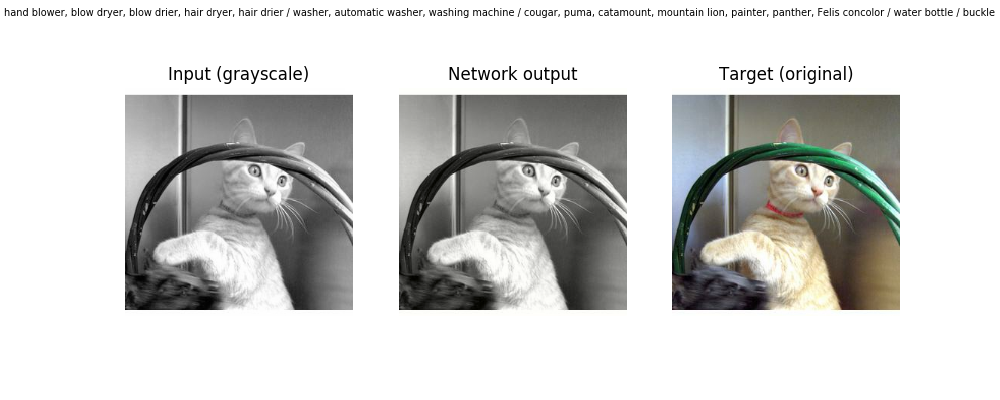 hand blower, blow dryer, blow drier, hair dryer, hair drier / washer, automatic washer, washing machine / cougar, puma, catamount, mountain lion, painter, panther, Felis concolor / water bottle / buckle
Input (grayscale)
Network output
Target (original)